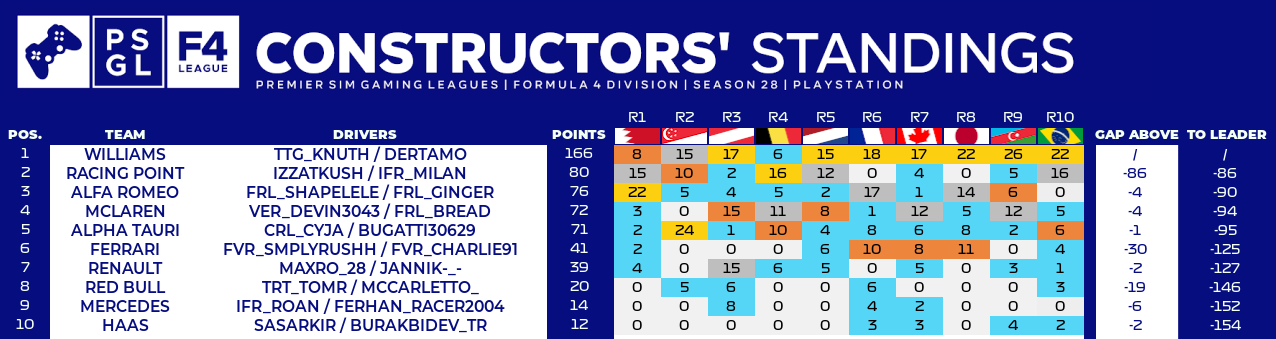 PS
GL
F4
LEAGUE
CONSTRUCTORS' STANDINGS
PREMIER SIM GAMING LEAGUES | FORMULA 4 DIVISION | SEASON 28 | PLAYSTATION
R1 R2 R3 R4 R5 R6 R7 R8 R9 R10
POS. TEAM DRIVERS POINTS GAP ABOVE TO LEADER
1 WILLIAMS TTG_KNUTH / DERTAMO 166 8 15 17 6 15 18 17 22 26 22 / /
2 RACING POINT IZZATKUSH / IFR_MILAN 80 15 10 2 16 12 0 4 0 5 16 -86 -86
3 ALFA ROMEO FRL_SHAPELELE / FRL_GINGER 76 22 5 4 5 2 17 1 14 6 0 -4 -90
4 MCLAREN VER_DEVIN3043 / FRL_BREAD 72 3 0 15 11 8 1 12 5 12 5 -4 -94
5 ALPHA TAURI CRL_CYJA / BUGATTI30629 71 2 24 1 10 4 8 6 8 2 6 -1 -95
6 FERRARI FVR_SMPLYRUSHH / FVR_CHARLIE91 41 2 0 0 0 6 10 8 11 0 4 -30 -125
7 RENAULT MAXRO_28 / JANNIK-_- 39 4 0 15 6 5 0 5 0 3 1 -2 -127
8 RED BULL TRT_TOMR / MCCARLETTO_ 20 0 5 6 0 0 6 0 0 0 3 -19 -146
9 MERCEDES IFR_ROAN / FERHAN_RACER2004 14 0 0 8 0 0 4 2 0 0 0 -6 -152
10 HAAS SASARKIR / BURAKBIDEV_TR 12 0 0 0 0 0 3 3 0 4 2 -2 -154